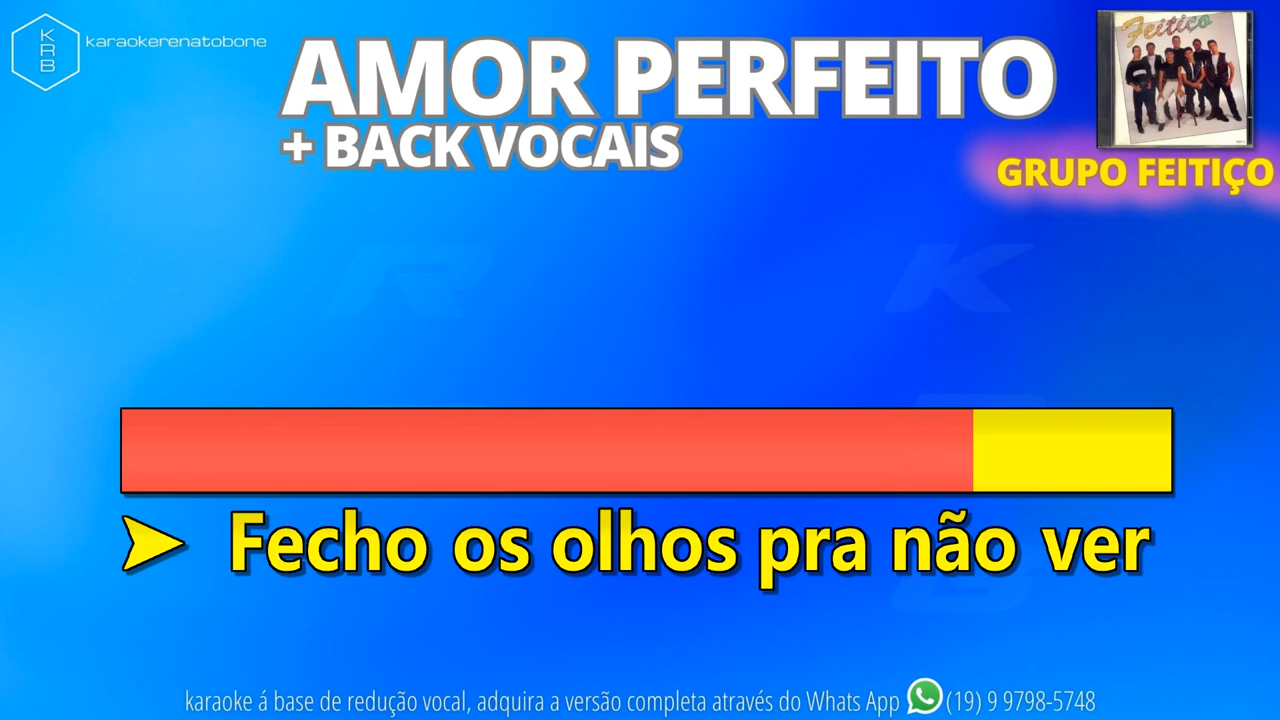 KRB
karaokerenatobone
AMOR PERFEITO
+ BACK VOCAIS
Feitiço
GRUPO FEITIÇO
R K
B
➤ Fecho os olhos pra não ver
karaoke á base de redução vocal, adquira a versão completa através do Whats App (19) 9 9798-5748